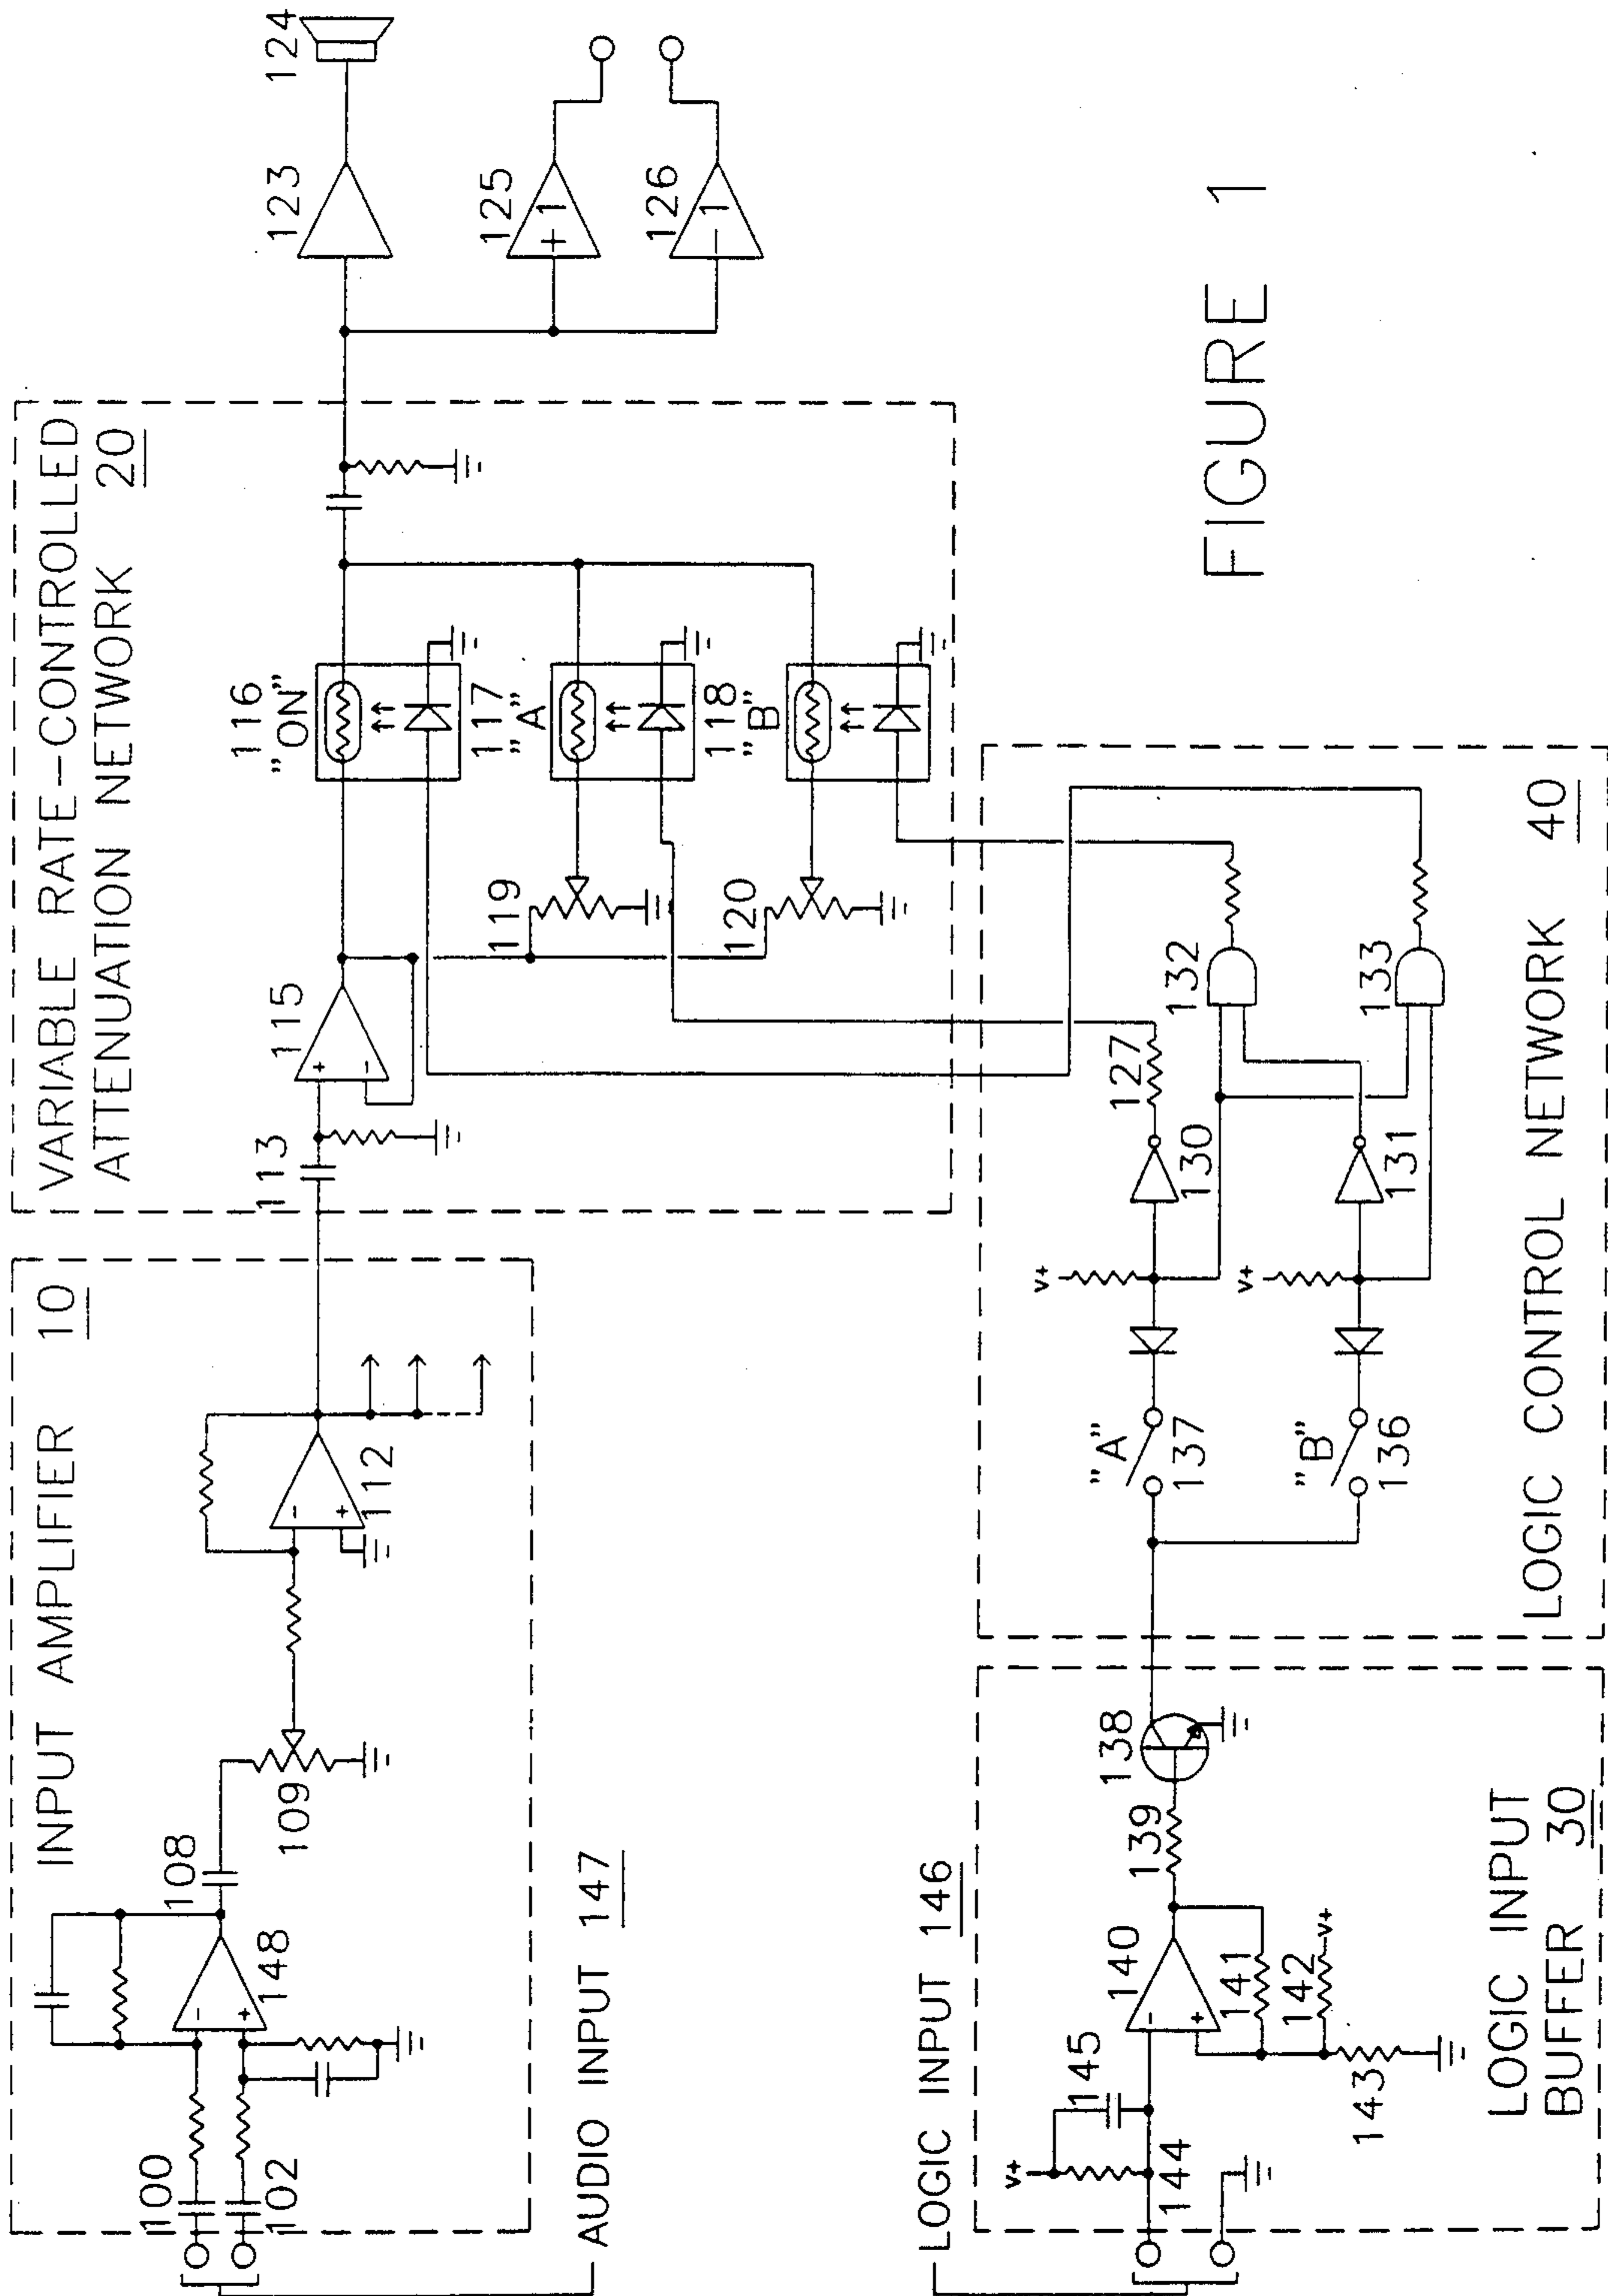 INPUT AMPLIFIER 10
100
102
148
108
109
112
AUDIO INPUT 147
VARIABLE RATE-CONTROLLED
ATTENUATION NETWORK 20
113
115
116
"ON"
117
"A"
118
"B"
119
120
123
124
125
+1
126
-1
LOGIC INPUT 146
LOGIC INPUT
BUFFER 30
v+
144
145
140
141
142
v+
143
139
138
LOGIC CONTROL NETWORK 40
"A"
137
"B"
136
v+
v+
130
131
127
132
133
FIGURE 1